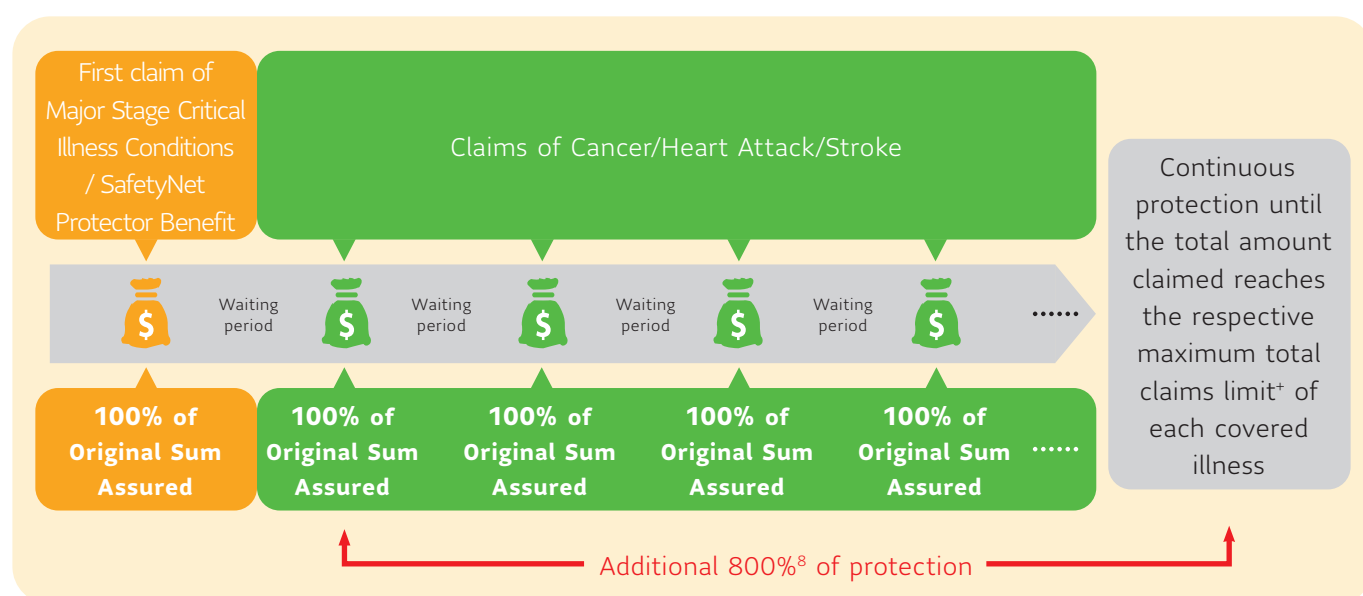 First claim of
Major Stage Critical
Illness Conditions
/ SafetyNet
Protector Benefit
Claims of Cancer/Heart Attack/Stroke
Continuous
protection until
the total amount
claimed reaches
the respective
maximum total
claims limit⁺ of
each covered
illness
$
Waiting
period
$
Waiting
period
$
Waiting
period
$
Waiting
period
$
......
100% of
Original Sum
Assured
100% of
Original Sum
Assured
100% of
Original Sum
Assured
100% of
Original Sum
Assured
100% of
Original Sum
Assured
......
Additional 800%⁸ of protection